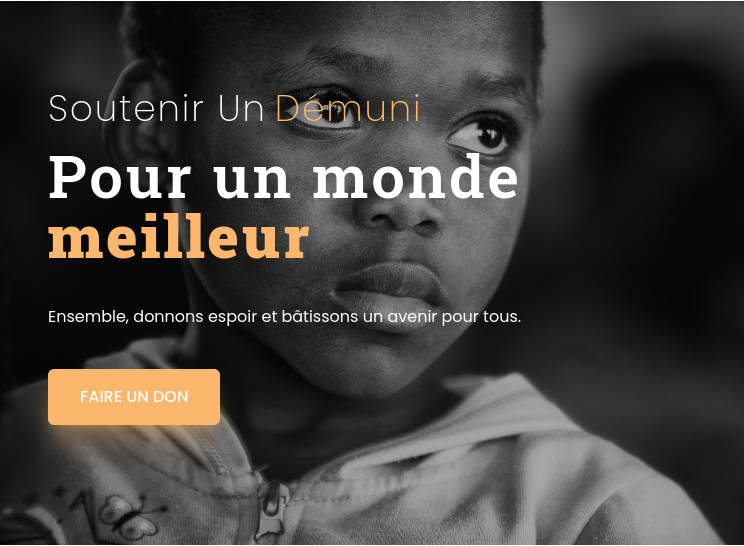 Soutenir Un Démuni
Pour un monde
meilleur
Ensemble, donnons espoir et bâtissons un avenir pour tous.
FAIRE UN DON